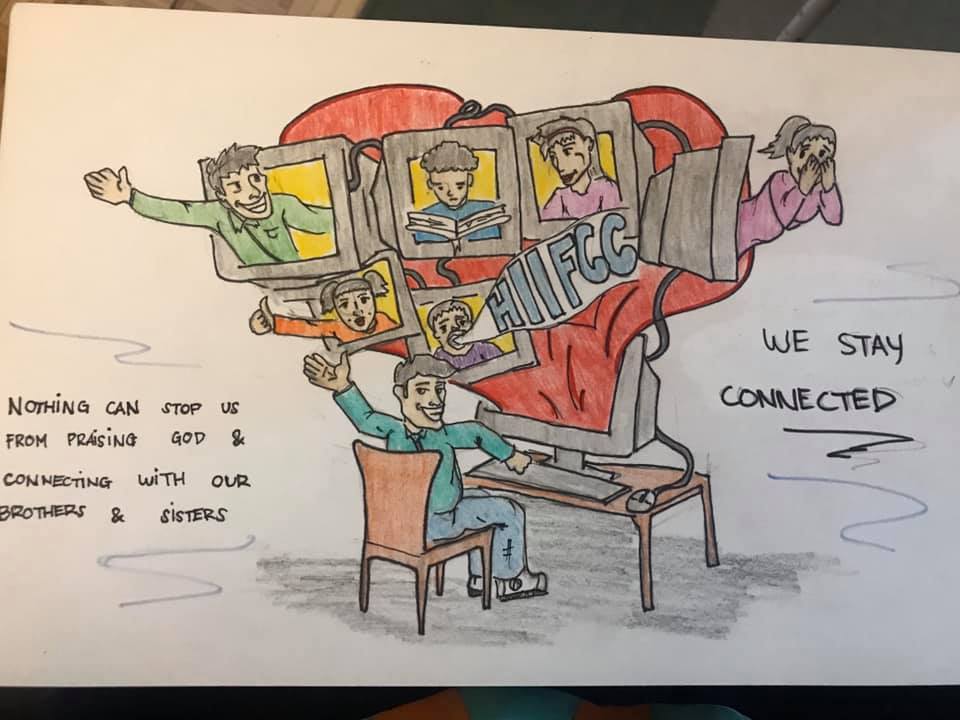 HIIFCC
WE STAY
CONNECTED
NOTHING CAN STOP US
FROM PRAISING GOD &
CONNECTING WITH OUR
BROTHERS & SISTERS